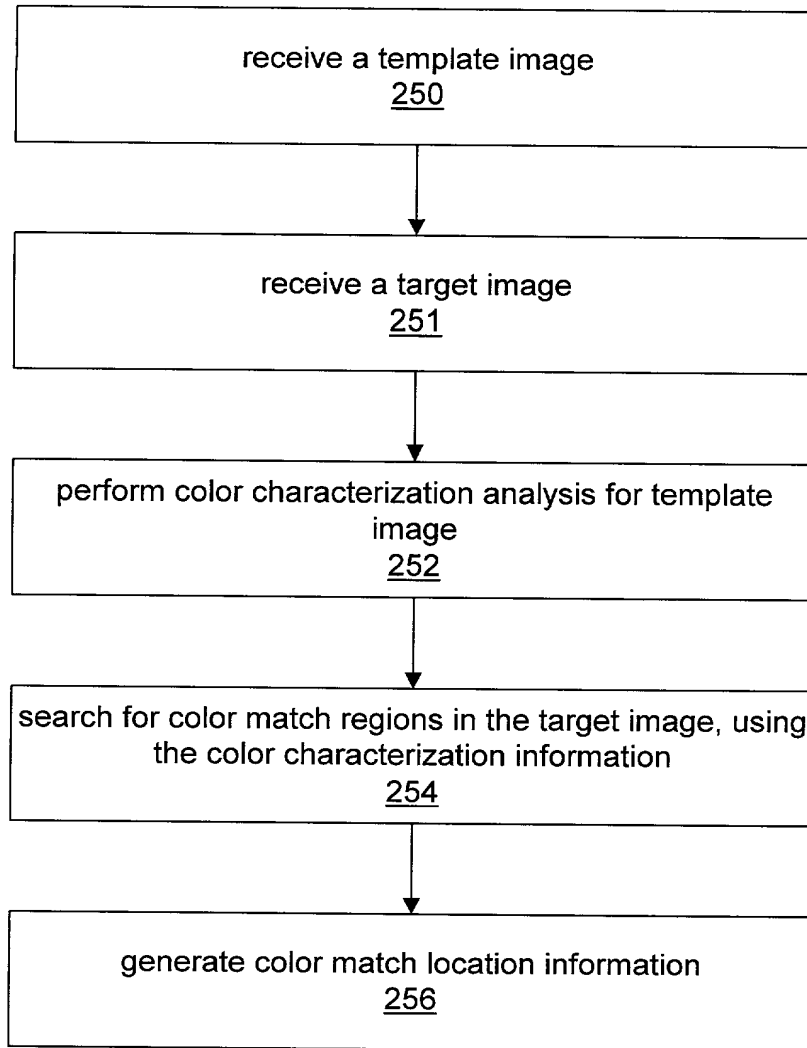 receive a template image
250
receive a target image
251
perform color characterization analysis for template
image
252
search for color match regions in the target image, using
the color characterization information
254
generate color match location information
256